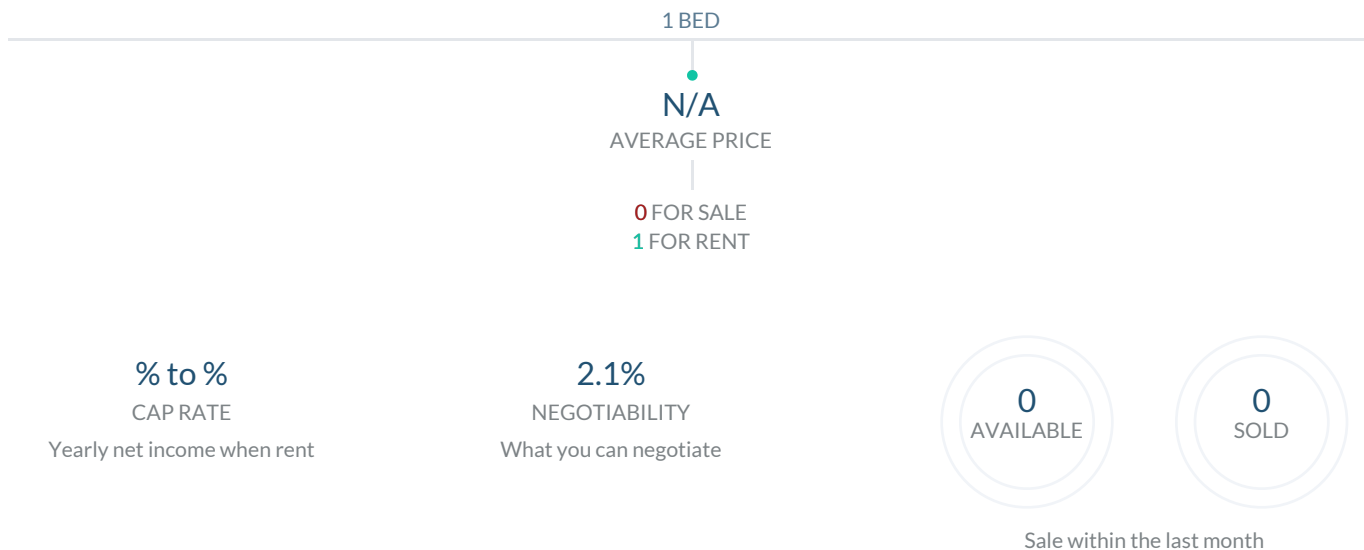 1 BED
N/A
AVERAGE PRICE
0 FOR SALE
1 FOR RENT
% to %
CAP RATE
Yearly net income when rent
2.1%
NEGOTIABILITY
What you can negotiate
0
AVAILABLE
0
SOLD
Sale within the last month